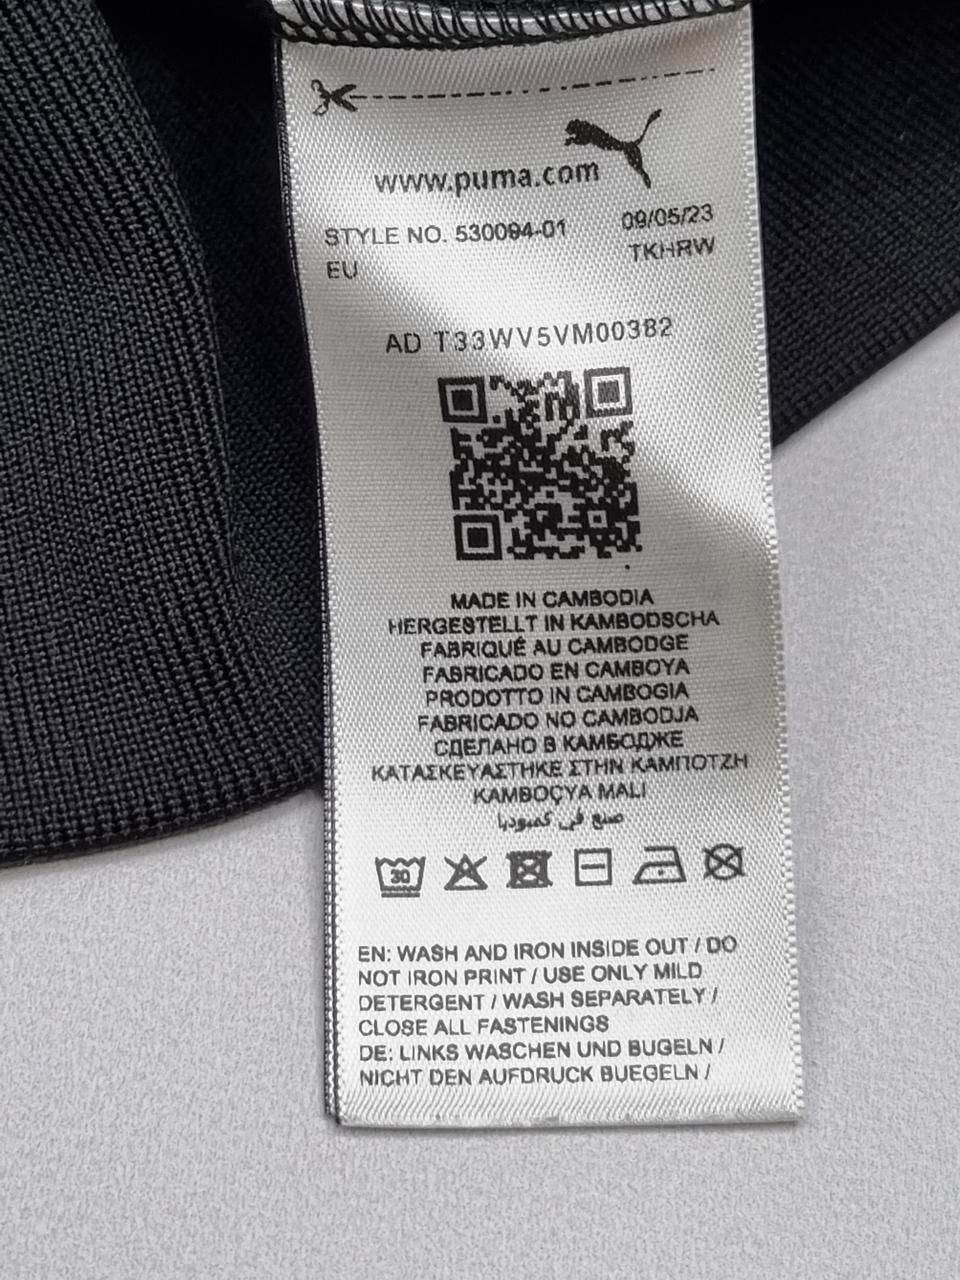 www.puma.com
STYLE NO. 530094-01 09/05/23
EU TKHRW
AD T33WV5VM00382
MADE IN CAMBODIA
HERGESTELLT IN KAMBODSCHA
FABRIQUÉ AU CAMBODGE
FABRICADO EN CAMBOYA
PRODOTTO IN CAMBOGIA
FABRICADO NO CAMBODJA
СДЕЛАНО В КАМБОДЖЕ
ΚΑΤΑΣΚΕΥΑΣΤΗΚΕ ΣΤΗΝ ΚΑΜΠΟΤΖΗ
KAMBOÇYA MALI
صنع في كمبوديا
30
EN: WASH AND IRON INSIDE OUT / DO
NOT IRON PRINT / USE ONLY MILD
DETERGENT / WASH SEPARATELY /
CLOSE ALL FASTENINGS
DE: LINKS WASCHEN UND BUGELN /
NICHT DEN AUFDRUCK BUEGELN /